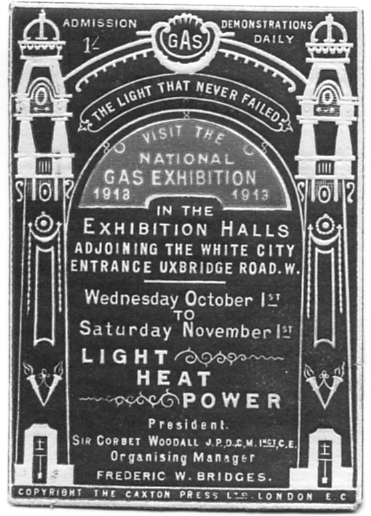 ADMISSION 1/-
GAS
DEMONSTRATIONS DAILY
THE LIGHT THAT NEVER FAILED
VISIT THE
NATIONAL
GAS EXHIBITION
1913 1913
IN THE
EXHIBITION HALLS
ADJOINING THE WHITE CITY
ENTRANCE UXBRIDGE ROAD.W.
Wednesday October 1ST
TO
Saturday November 1ST
LIGHT
HEAT
POWER
President.
SIR CORBET WOODALL J.P.,D.C.M.INST.C.E.
Organising Manager
FREDERIC W. BRIDGES.
COPYRIGHT THE CAXTON PRESS LTD. LONDON E.C